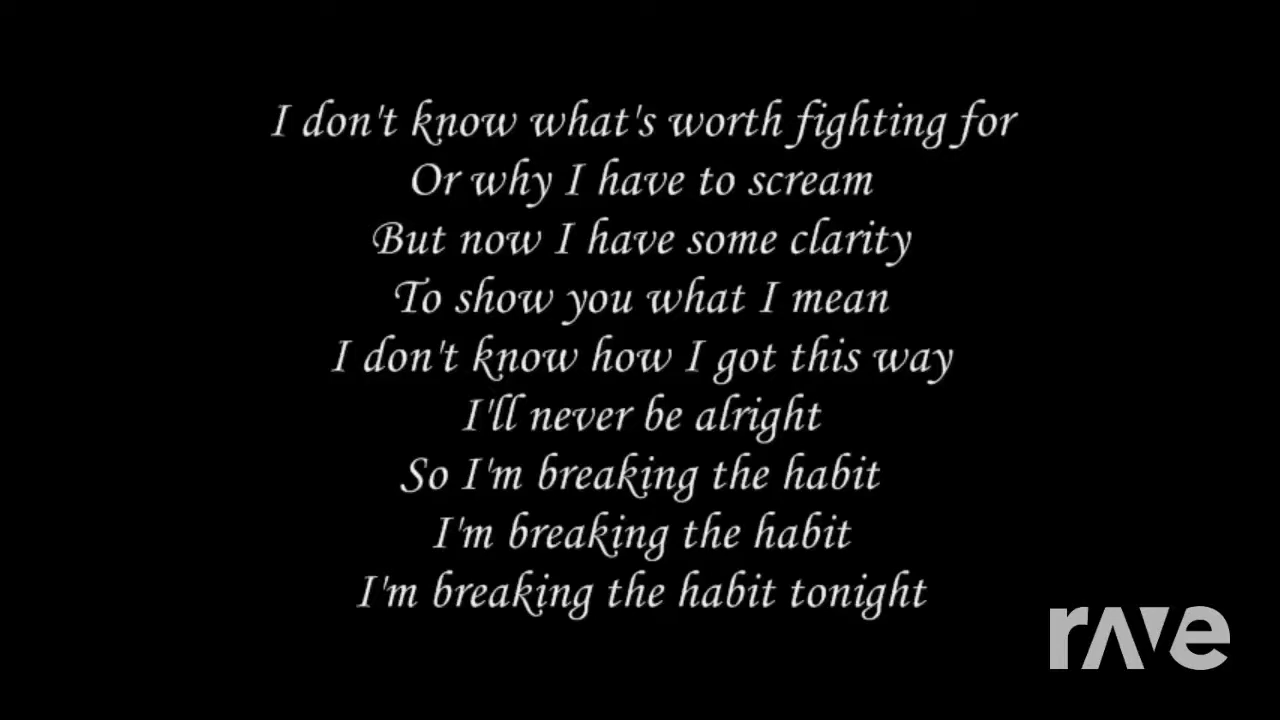 I don't know what's worth fighting for
Or why I have to scream
But now I have some clarity
To show you what I mean
I don't know how I got this way
I'll never be alright
So I'm breaking the habit
I'm breaking the habit
I'm breaking the habit tonight
rave